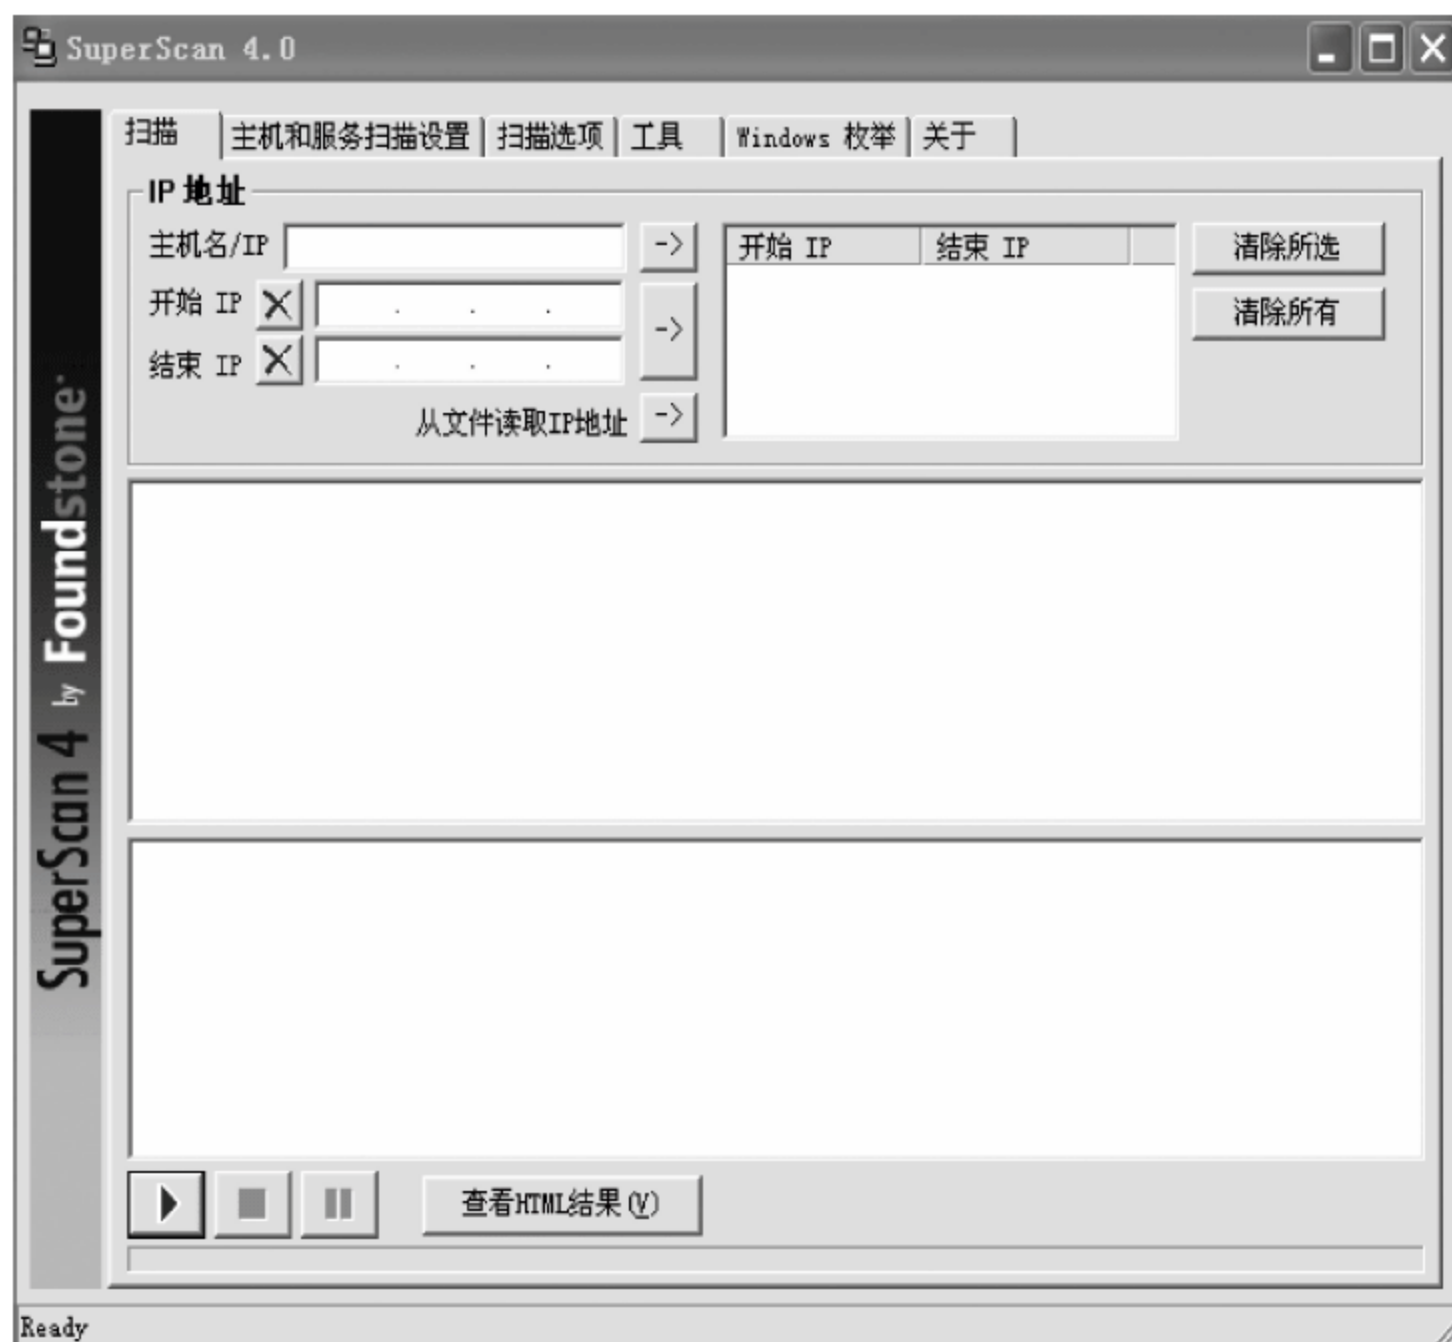 SuperScan 4.0
扫描 主机和服务扫描设置 扫描选项 工具 Windows 枚举 关于
IP 地址
主机名/IP -> 开始 IP 结束 IP 清除所选
开始 IP . . . -> 清除所有
结束 IP . . .
从文件读取IP地址 ->
SuperScan 4 by Foundstone
查看HTML结果(V)
Ready